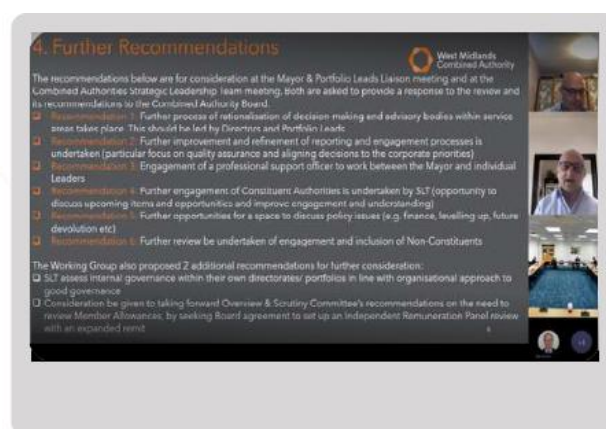 4. Further Recommendations
West Midlands
Combined Authority
The recommendations below are for consideration at the Mayor & Portfolio Leads Liaison meeting and at the
Combined Authorities Strategic Leadership Team meeting. Both are asked to provide a response to the review and
its recommendations to the Combined Authority Board.
Recommendation 1: Further process of rationalisation of decision making and advisory bodies within service
areas takes place. This should be led by Directors and Portfolio Leads
Recommendation 2: Further improvement and refinement of reporting and engagement processes is
undertaken (particular focus on quality assurance and aligning decisions to the corporate priorities)
Recommendation 3: Engagement of a professional support officer to work between the Mayor and individual
Leaders
Recommendation 4: Further engagement of Constituent Authorities is undertaken by SLT (opportunity to
discuss upcoming items and opportunities and improve engagement and understanding)
Recommendation 5: Further opportunities for a space to discuss policy issues (e.g. finance, levelling up, future
devolution etc)
Recommendation 6: Further review be undertaken of engagement and inclusion of Non-Constituents
The Working Group also proposed 2 additional recommendations for further consideration:
SLT assess internal governance within their own directorates/ portfolios in line with organisational approach to
good governance
Consideration be given to taking forward Overview & Scrutiny Committee's recommendations on the need to
review Member Allowances, by seeking Board agreement to set up an Independent Remuneration Panel review
with an expanded remit